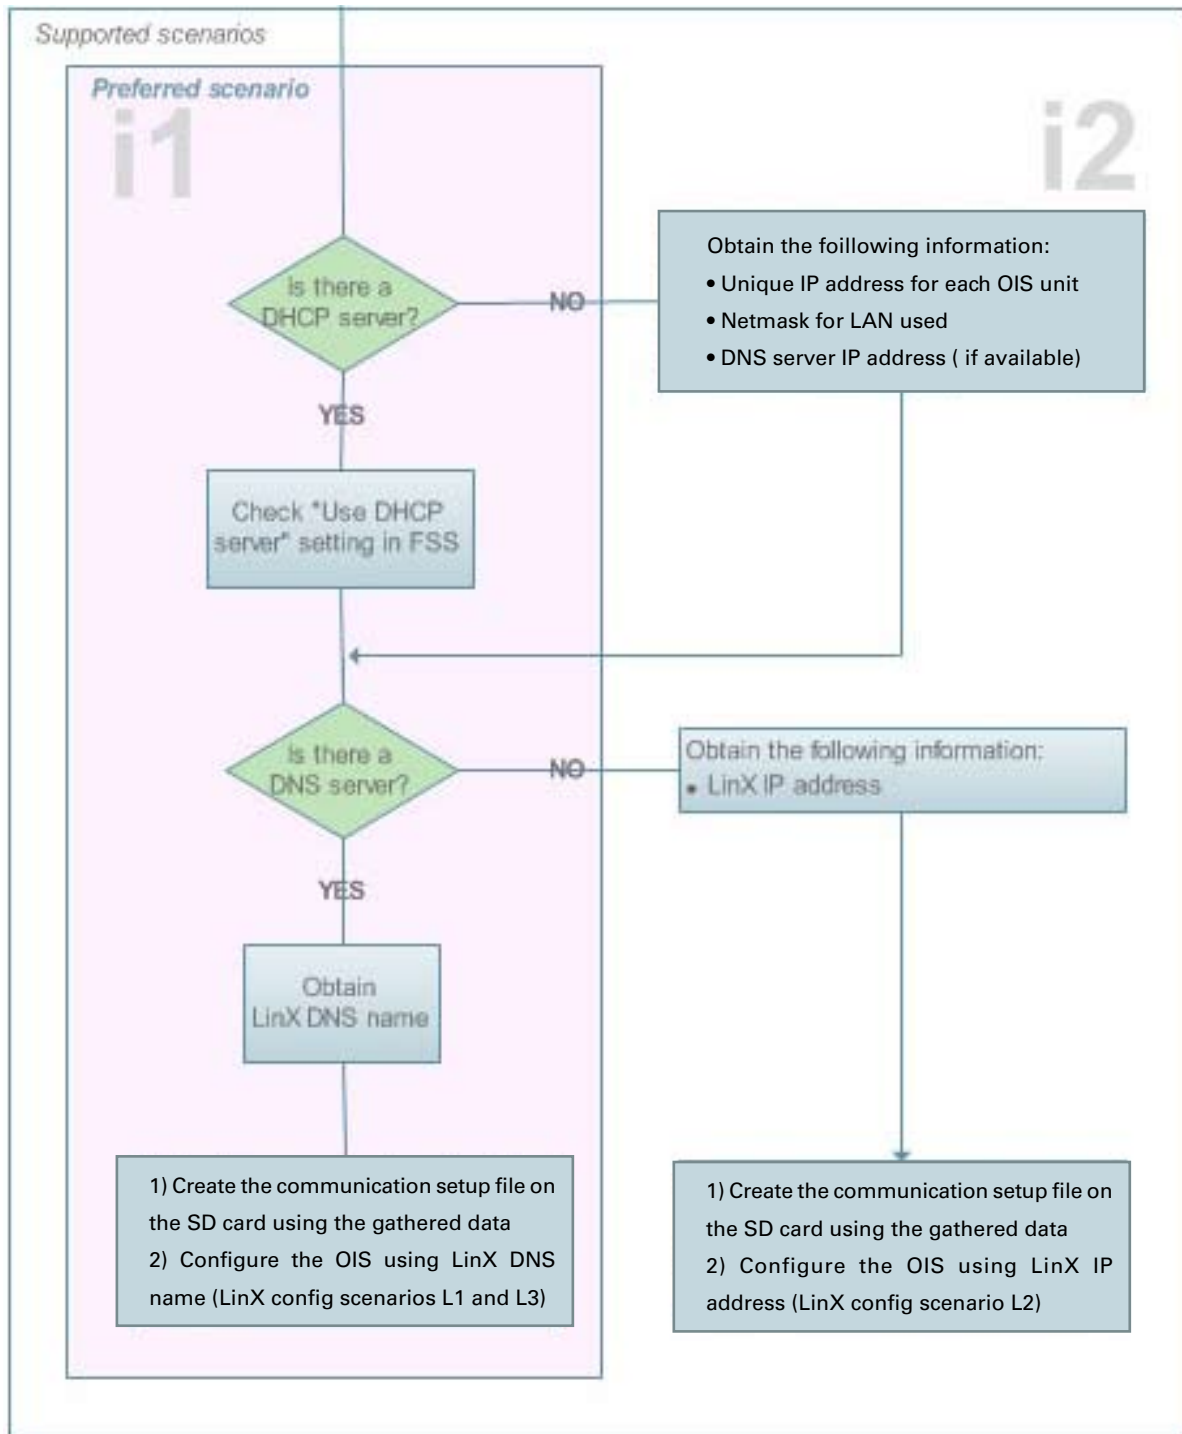 Supported scenarios
Preferred scenario
i1
i2
Is there a
DHCP server?
NO
Obtain the foillowing information:
• Unique IP address for each OIS unit
• Netmask for LAN used
• DNS server IP address ( if available)
YES
Check "Use DHCP
server" setting in FSS
Is there a
DNS server?
NO
Obtain the following information:
• LinX IP address
YES
Obtain
LinX DNS name
1) Create the communication setup file on
the SD card using the gathered data
2) Configure the OIS using LinX DNS
name (LinX config scenarios L1 and L3)
1) Create the communication setup file on
the SD card using the gathered data
2) Configure the OIS using LinX IP
address (LinX config scenario L2)